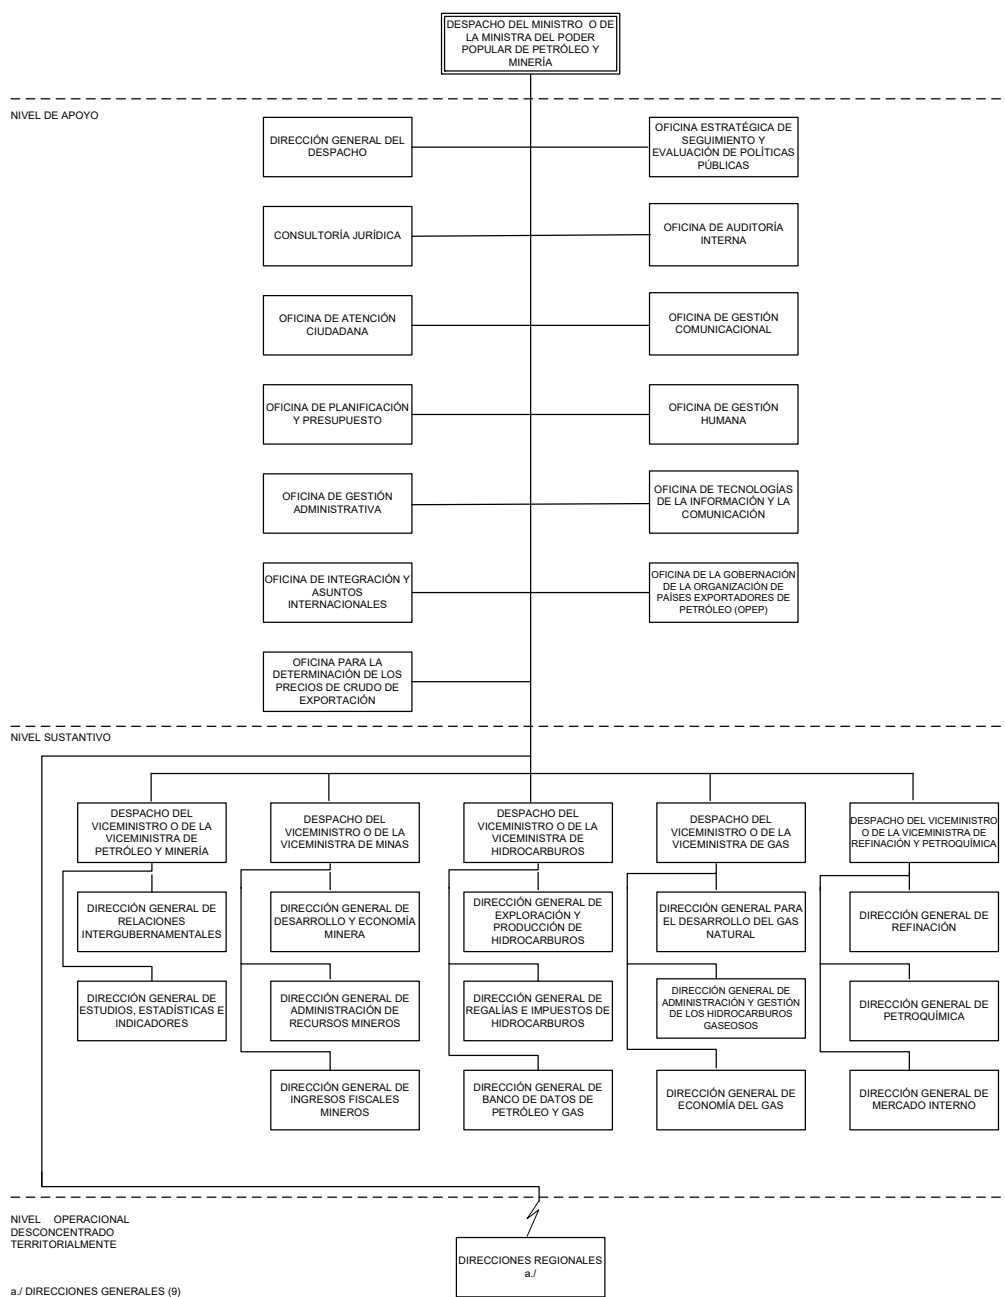 DESPACHO DEL MINISTRO O DE
LA MINISTRA DEL PODER
POPULAR DE PETRÓLEO Y
MINERÍA
NIVEL DE APOYO
DIRECCIÓN GENERAL DEL
DESPACHO
OFICINA ESTRATÉGICA DE
SEGUIMIENTO Y
EVALUACIÓN DE POLÍTICAS
PÚBLICAS
CONSULTORÍA JURÍDICA
OFICINA DE AUDITORÍA
INTERNA
OFICINA DE ATENCIÓN
CIUDADANA
OFICINA DE GESTIÓN
COMUNICACIONAL
OFICINA DE PLANIFICACIÓN
Y PRESUPUESTO
OFICINA DE GESTIÓN
HUMANA
OFICINA DE GESTIÓN
ADMINISTRATIVA
OFICINA DE TECNOLOGÍAS
DE LA INFORMACIÓN Y LA
COMUNICACIÓN
OFICINA DE INTEGRACIÓN Y
ASUNTOS
INTERNACIONALES
OFICINA DE LA GOBERNACIÓN
DE LA ORGANIZACIÓN DE
PAÍSES EXPORTADORES DE
PETRÓLEO (OPEP)
OFICINA PARA LA
DETERMINACIÓN DE LOS
PRECIOS DE CRUDO DE
EXPORTACIÓN
NIVEL SUSTANTIVO
DESPACHO DEL
VICEMINISTRO O DE LA
VICEMINISTRA DE
PETRÓLEO Y MINERÍA
DESPACHO DEL
VICEMINISTRO O DE LA
VICEMINISTRA DE MINAS
DESPACHO DEL
VICEMINISTRO O DE LA
VICEMINISTRA DE
HIDROCARBUROS
DESPACHO DEL
VICEMINISTRO O DE LA
VICEMINISTRA DE GAS
DESPACHO DEL VICEMINISTRO
O DE LA VICEMINISTRA DE
REFINACIÓN Y PETROQUÍMICA
DIRECCIÓN GENERAL DE
RELACIONES
INTERGUBERNAMENTALES
DIRECCIÓN GENERAL DE
DESARROLLO Y ECONOMÍA
MINERA
DIRECCIÓN GENERAL DE
EXPLORACIÓN Y
PRODUCCIÓN DE
HIDROCARBUROS
DIRECCIÓN GENERAL PARA
EL DESARROLLO DEL GAS
NATURAL
DIRECCIÓN GENERAL DE
REFINACIÓN
DIRECCIÓN GENERAL DE
ESTUDIOS, ESTADÍSTICAS E
INDICADORES
DIRECCIÓN GENERAL DE
ADMINISTRACIÓN DE
RECURSOS MINEROS
DIRECCIÓN GENERAL DE
REGALÍAS E IMPUESTOS DE
HIDROCARBUROS
DIRECCIÓN GENERAL DE
ADMINISTRACIÓN Y GESTIÓN
DE LOS HIDROCARBUROS
GASEOSOS
DIRECCIÓN GENERAL DE
PETROQUÍMICA
DIRECCIÓN GENERAL DE
INGRESOS FISCALES
MINEROS
DIRECCIÓN GENERAL DE
BANCO DE DATOS DE
PETRÓLEO Y GAS
DIRECCIÓN GENERAL DE
ECONOMÍA DEL GAS
DIRECCIÓN GENERAL DE
MERCADO INTERNO
NIVEL OPERACIONAL
DESCONCENTRADO
TERRITORIALMENTE
DIRECCIONES REGIONALES
a./
a./ DIRECCIONES GENERALES (9)